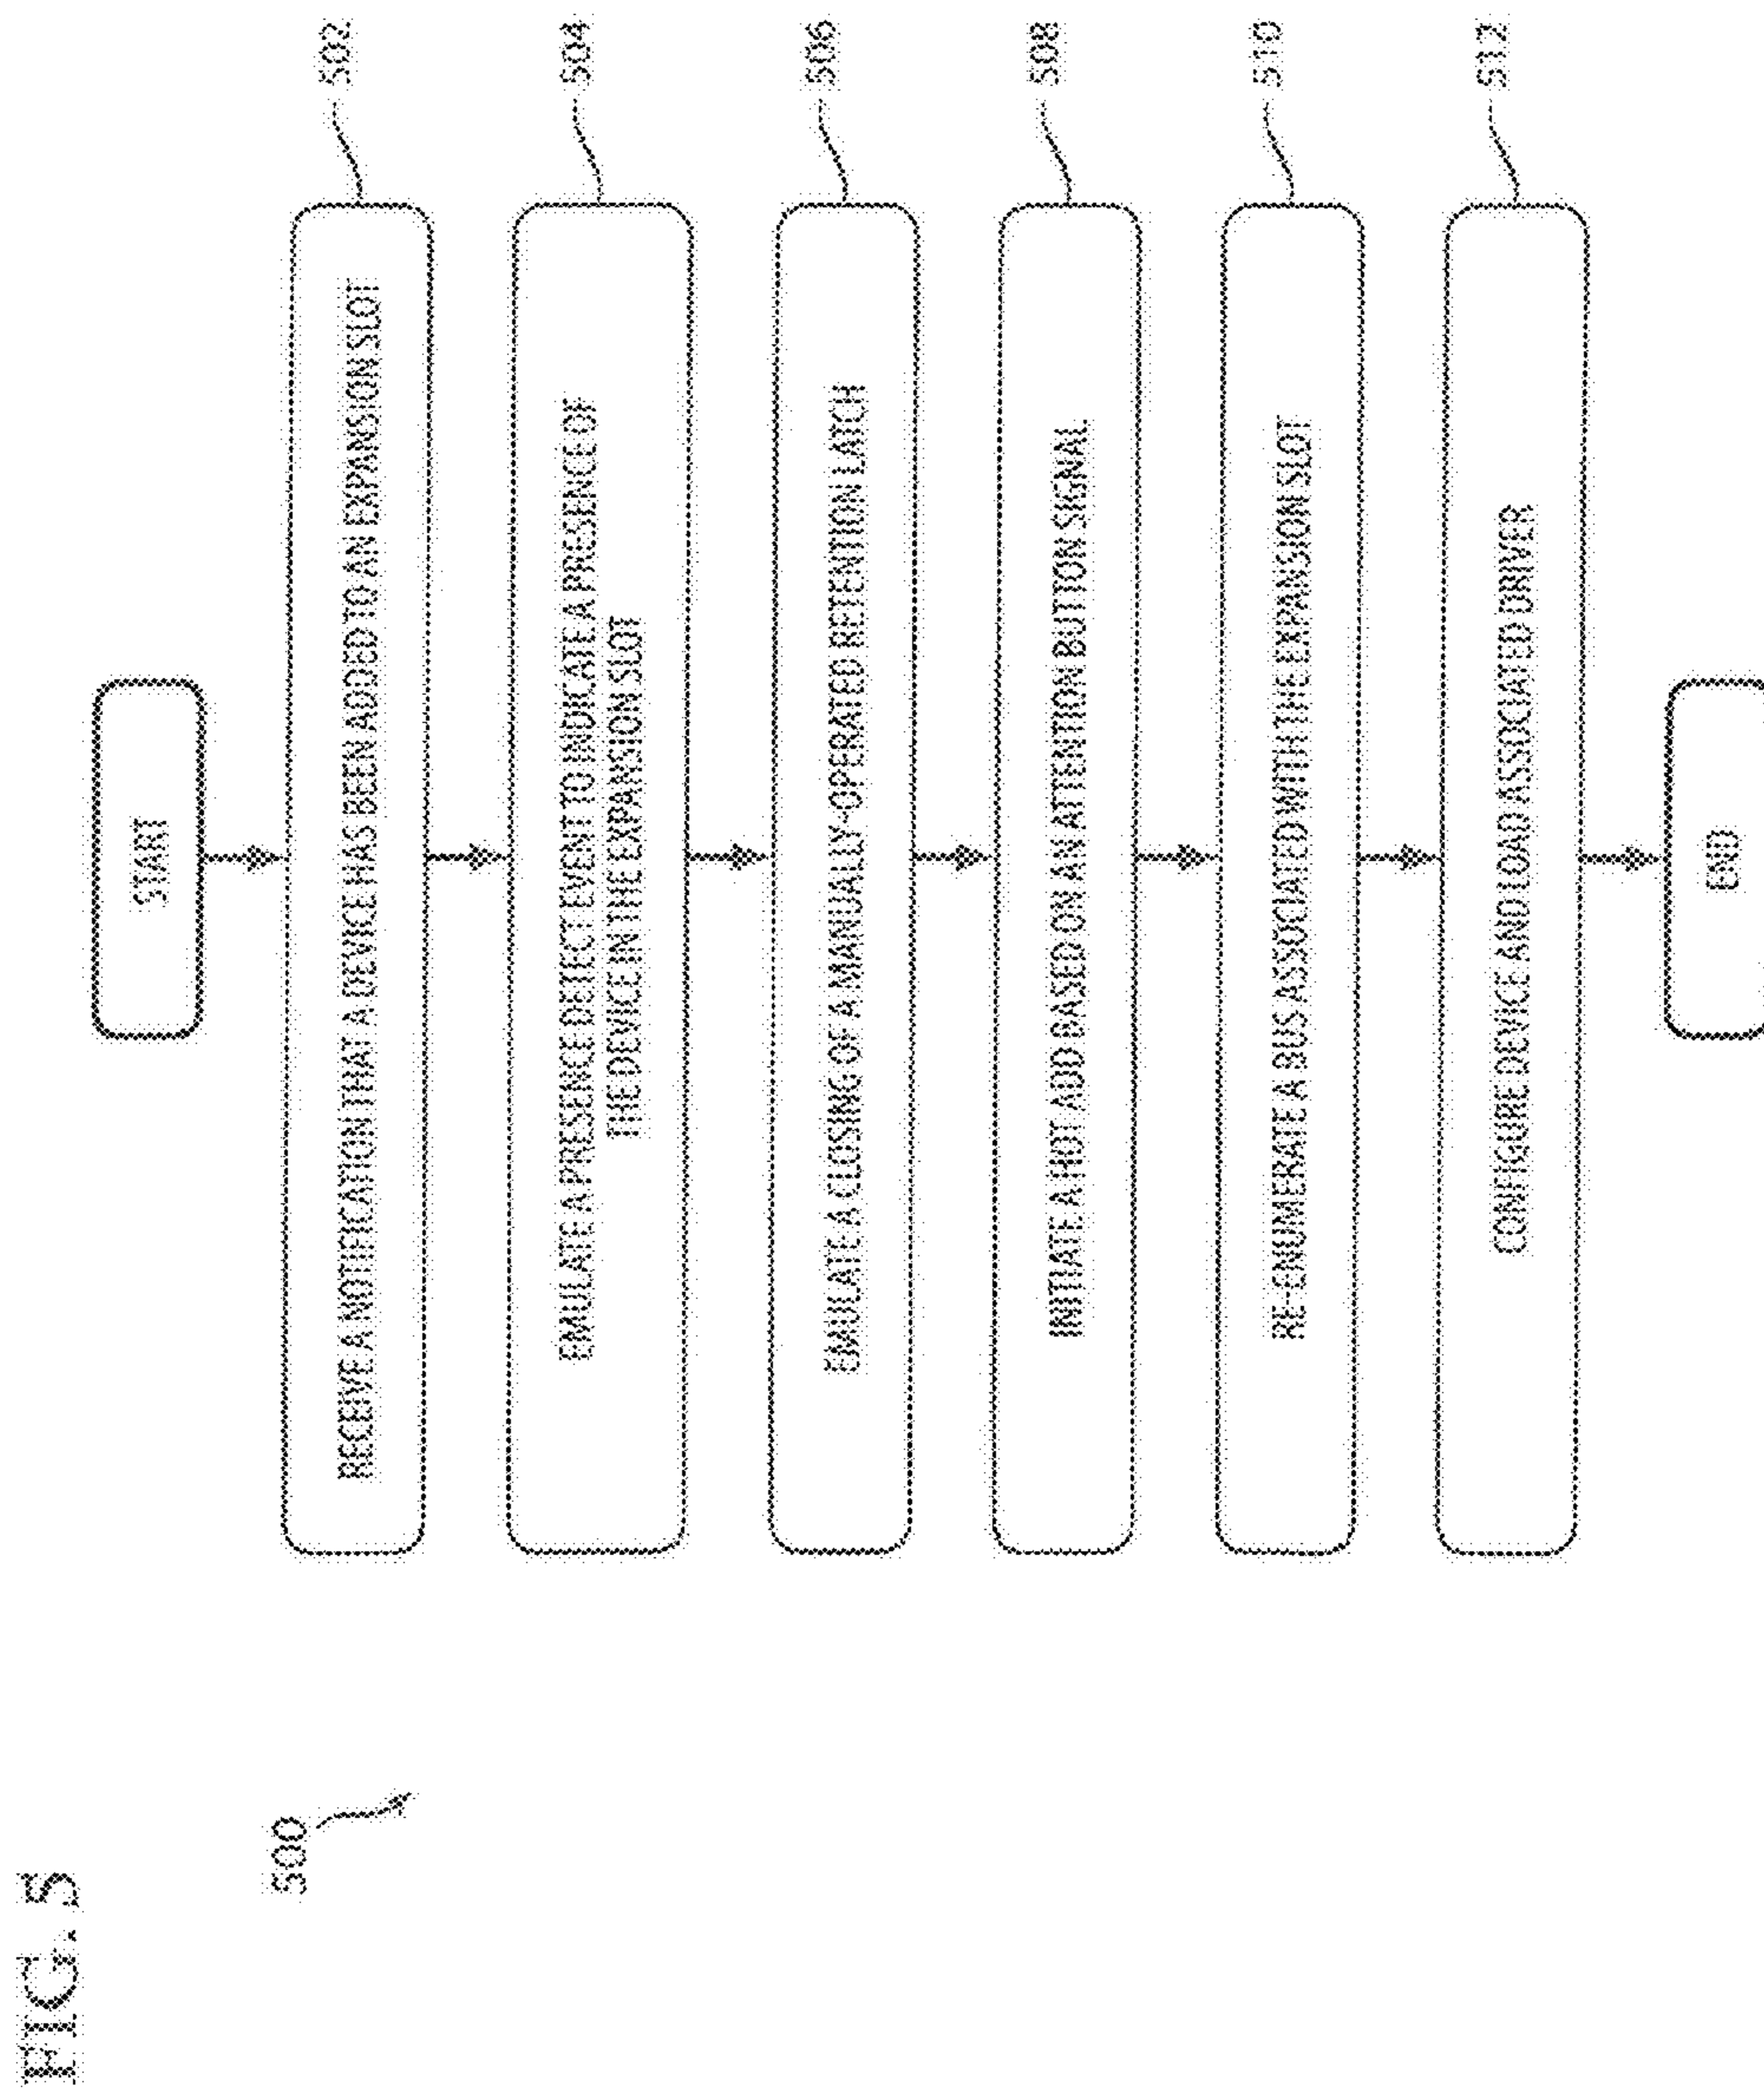 FIG. 5
500
START
RECEIVE A NOTIFICATION THAT A DEVICE HAS BEEN ADDED TO AN EXPANSION SLOT
502
EMULATE A PRESENCE DETECT EVENT TO INDICATE A PRESENCE OF
THE DEVICE IN THE EXPANSION SLOT
504
EMULATE A CLOSING OF A MANUALLY-OPERATED RETENTION LATCH
506
INITIATE A HOT ADD BASED ON AN ATTENTION BUTTON SIGNAL
508
RE-ENUMERATE A BUS ASSOCIATED WITH THE EXPANSION SLOT
510
CONFIGURE DEVICE AND LOAD ASSOCIATED DRIVER
512
END